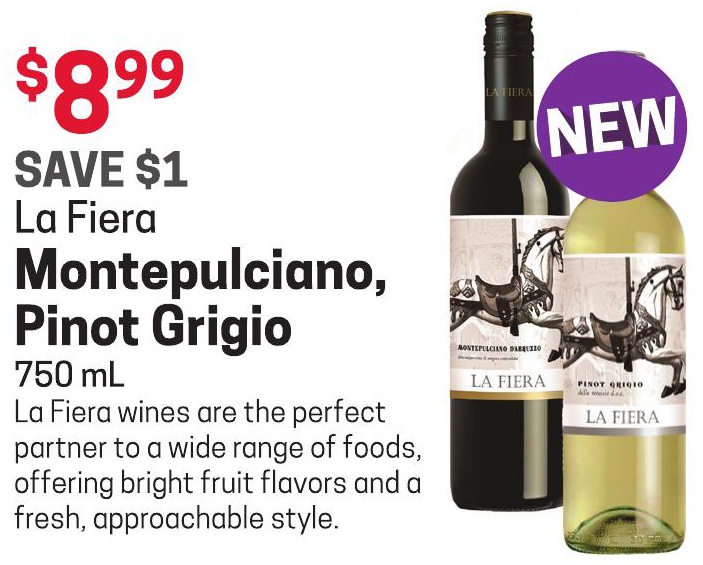 $8.99
SAVE $1
La Fiera
Montepulciano,
Pinot Grigio
750 mL
La Fiera wines are the perfect
partner to a wide range of foods,
offering bright fruit flavors and a
fresh, approachable style.
LA FIERA
NEW
MONTEPULCIANO D'ABRUZZO
LA FIERA
PINOT GRIGIO
delle venezie d.o.c.
LA FIERA